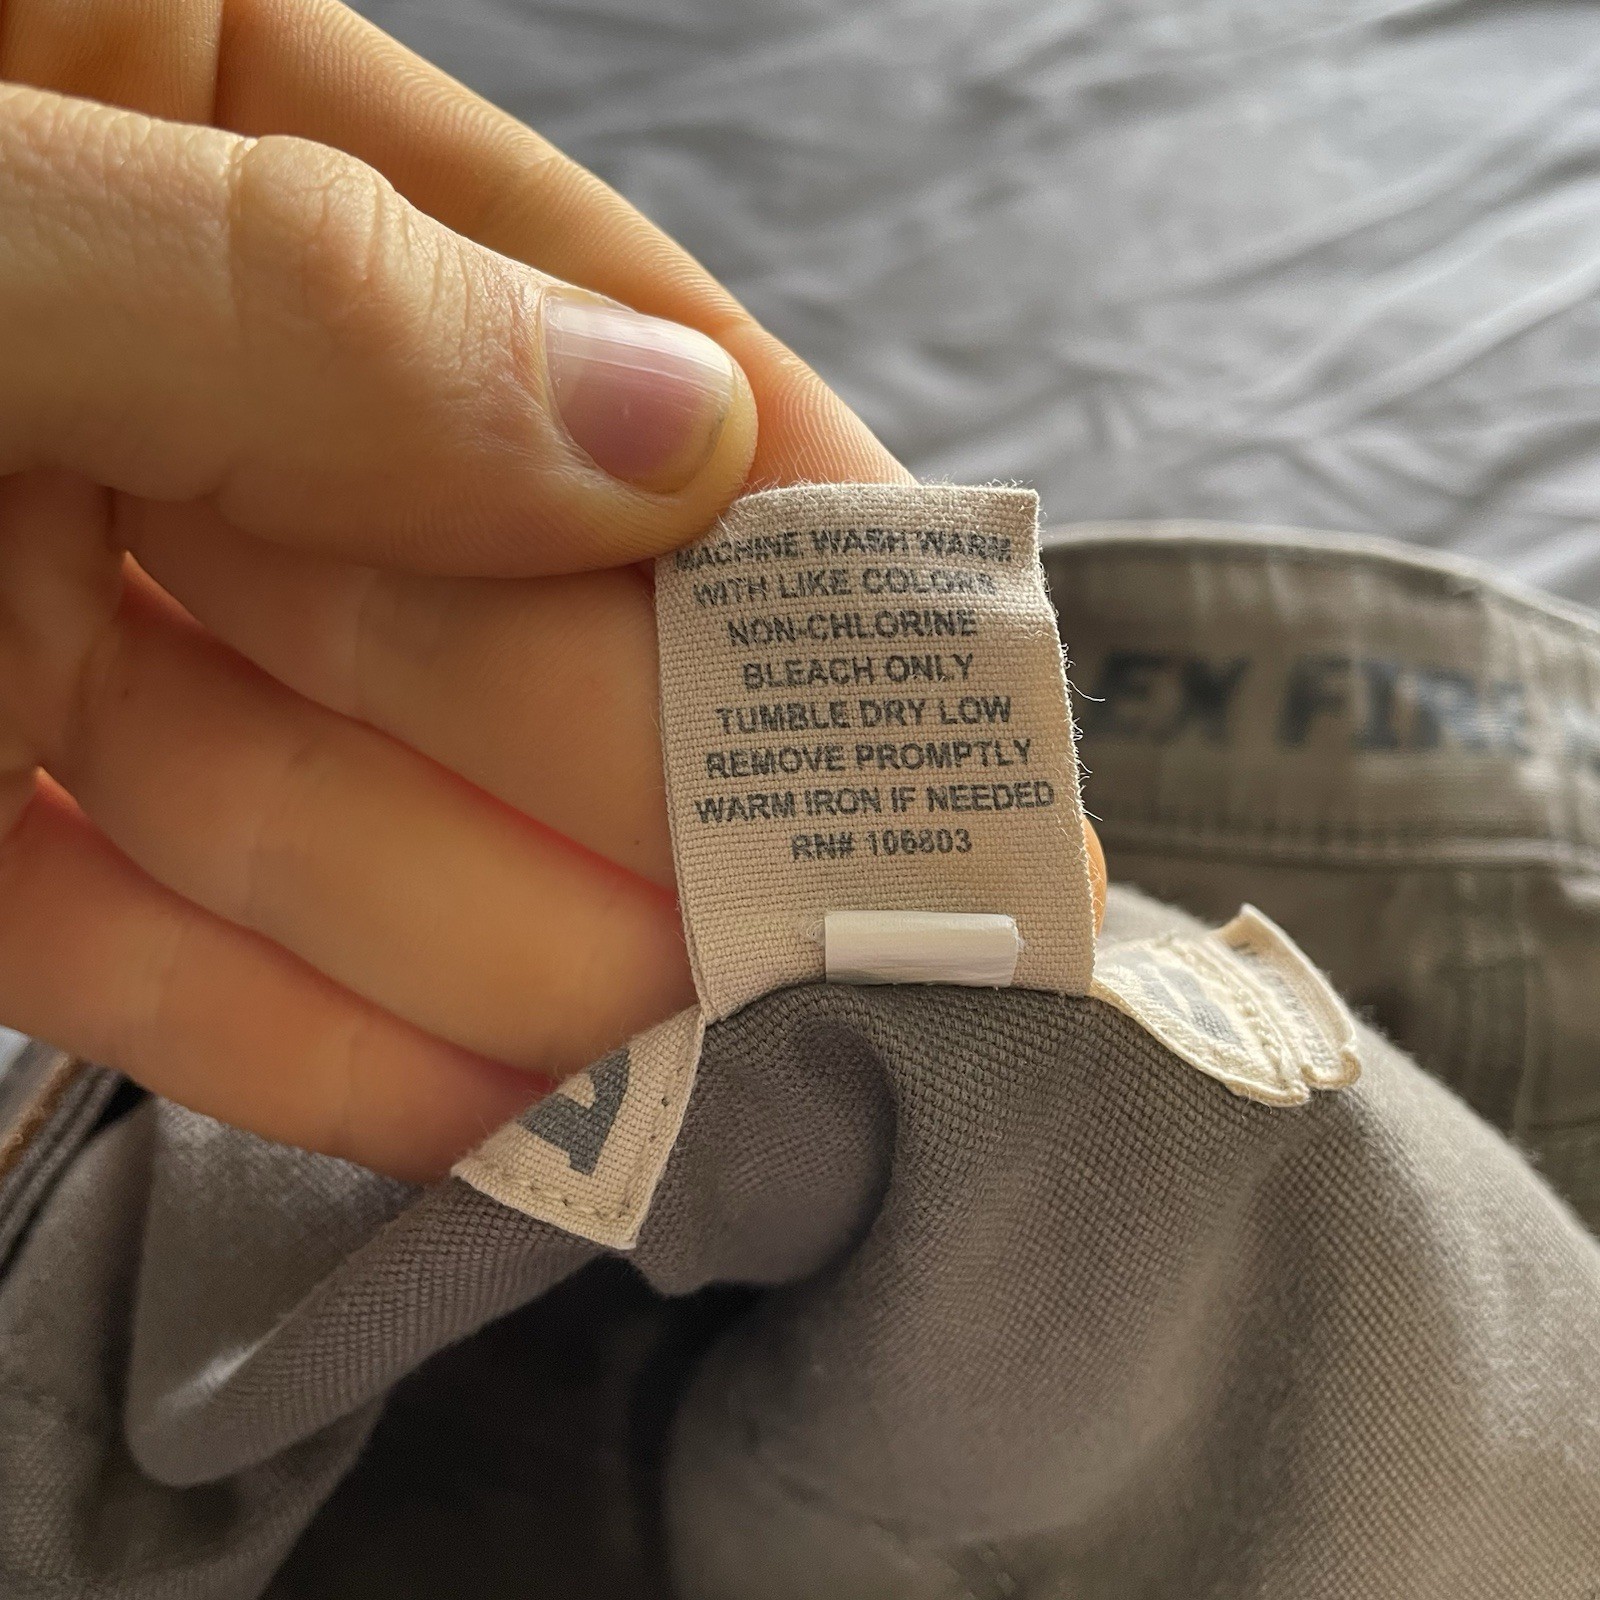 MACHINE WASH WARM
WITH LIKE COLORS
NON-CHLORINE
BLEACH ONLY
TUMBLE DRY LOW
REMOVE PROMPTLY
WARM IRON IF NEEDED
RN# 106803
EX